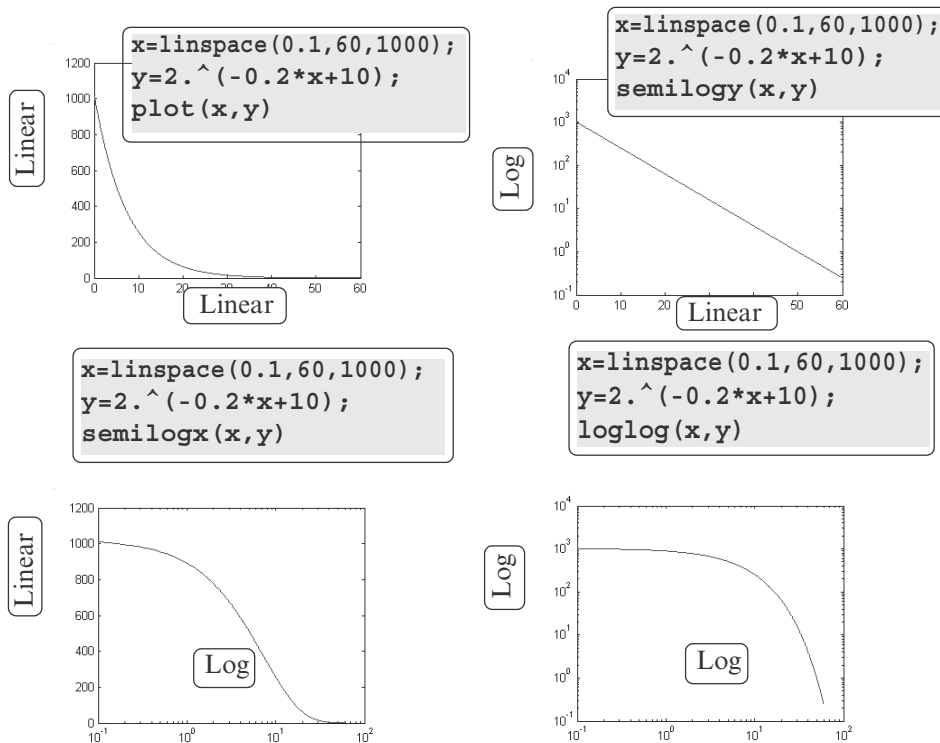 x=linspace(0.1,60,1000);
y=2.^(-0.2*x+10);
plot(x,y)
1200
1000
800
600
400
200
0
Linear
0 10 20 30 40 50 60
Linear
x=linspace(0.1,60,1000);
y=2.^(-0.2*x+10);
semilogy(x,y)
10^4
10^3
10^2
10^1
10^0
10^-1
Log
0 10 20 30 40 50 60
Linear
x=linspace(0.1,60,1000);
y=2.^(-0.2*x+10);
semilogx(x,y)
1200
1000
800
600
400
200
0
Linear
Log
10^-1 10^0 10^1 10^2
x=linspace(0.1,60,1000);
y=2.^(-0.2*x+10);
loglog(x,y)
10^4
10^3
10^2
10^1
10^0
10^-1
Log
Log
10^-1 10^0 10^1 10^2